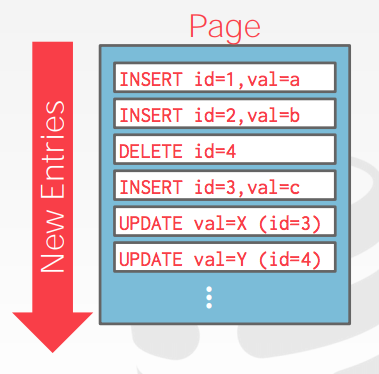 Page
New Entries
INSERT id=1,val=a
INSERT id=2,val=b
DELETE id=4
INSERT id=3,val=c
UPDATE val=X (id=3)
UPDATE val=Y (id=4)
⋮